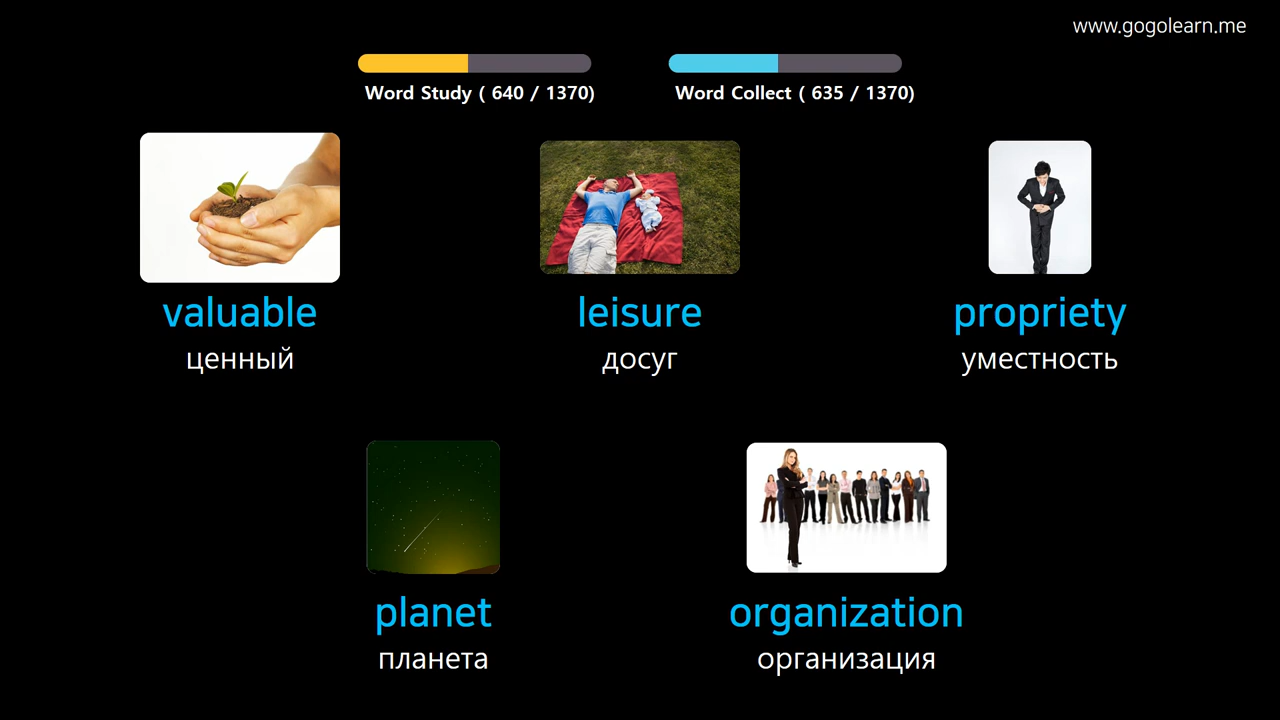 www.gogolearn.me
Word Study ( 640 / 1370)
Word Collect ( 635 / 1370)
valuable
ценный
leisure
досуг
propriety
уместность
planet
планета
organization
организация